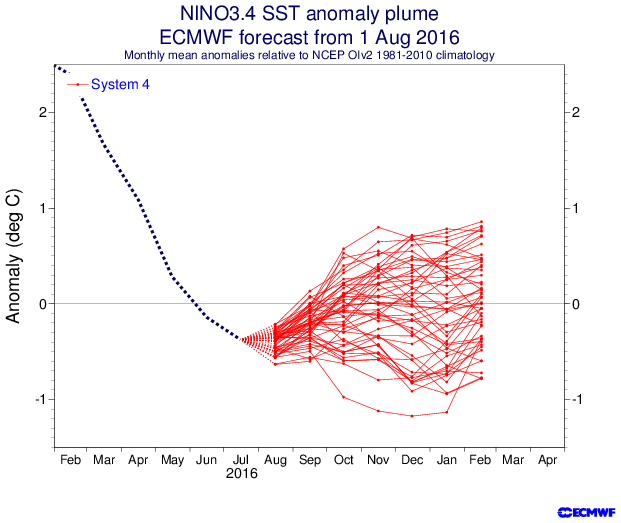 NINO3.4 SST anomaly plume
ECMWF forecast from 1 Aug 2016
Monthly mean anomalies relative to NCEP OIv2 1981-2010 climatology
System 4
2
2
1
1
0
0
-1
-1
Anomaly (deg C)
Feb Mar Apr May Jun Jul Aug Sep Oct Nov Dec Jan Feb Mar Apr
2016
ECMWF